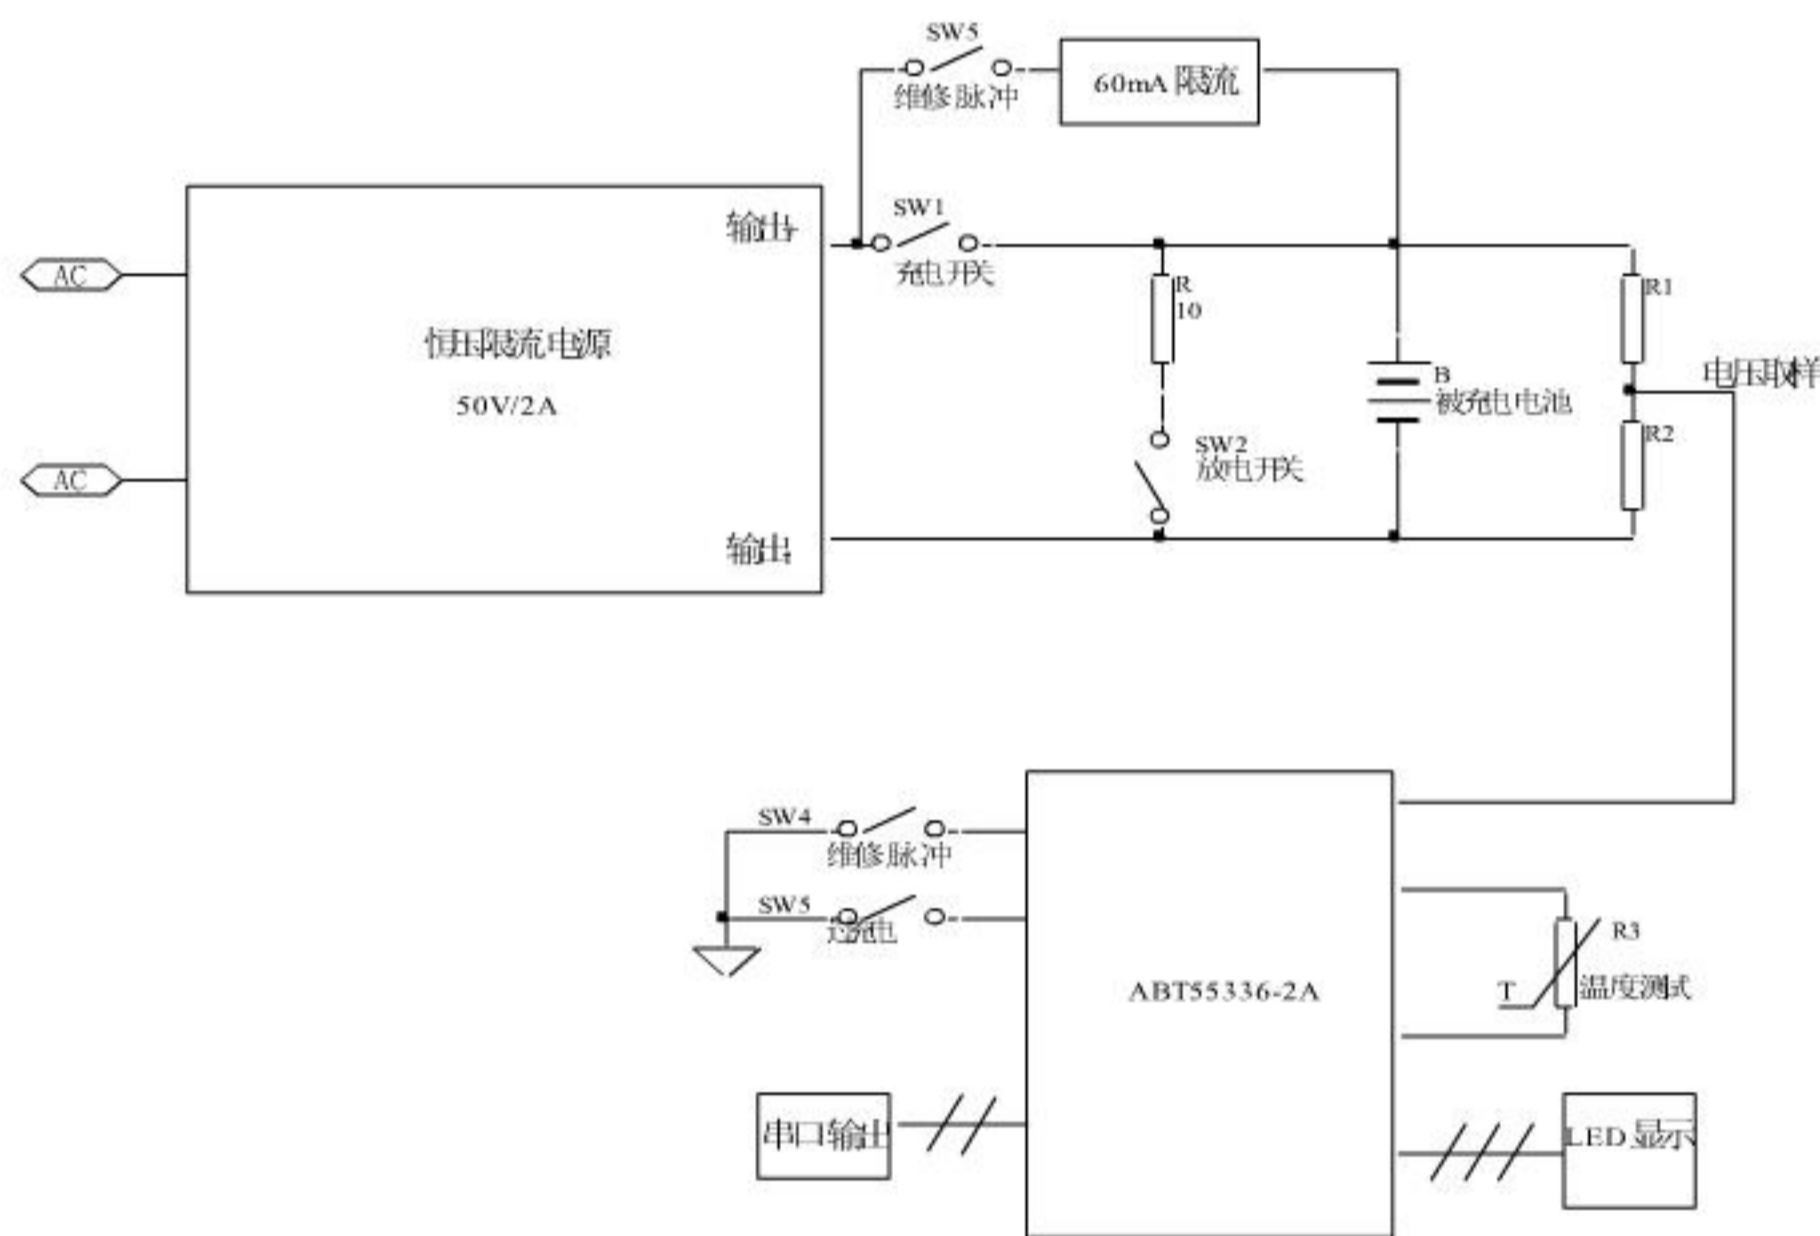 SW5
维修脉冲
60mA 限流
输出+
SW1
充电开关
AC
恒压限流电源
50V/2A
R
10
R1
B
被充电电池
电压取样
R2
SW2
放电开关
AC
输出-
SW4
维修脉冲
SW5
过充电
ABT55336-2A
R3
T
温度测试
串口输出
LED 显示